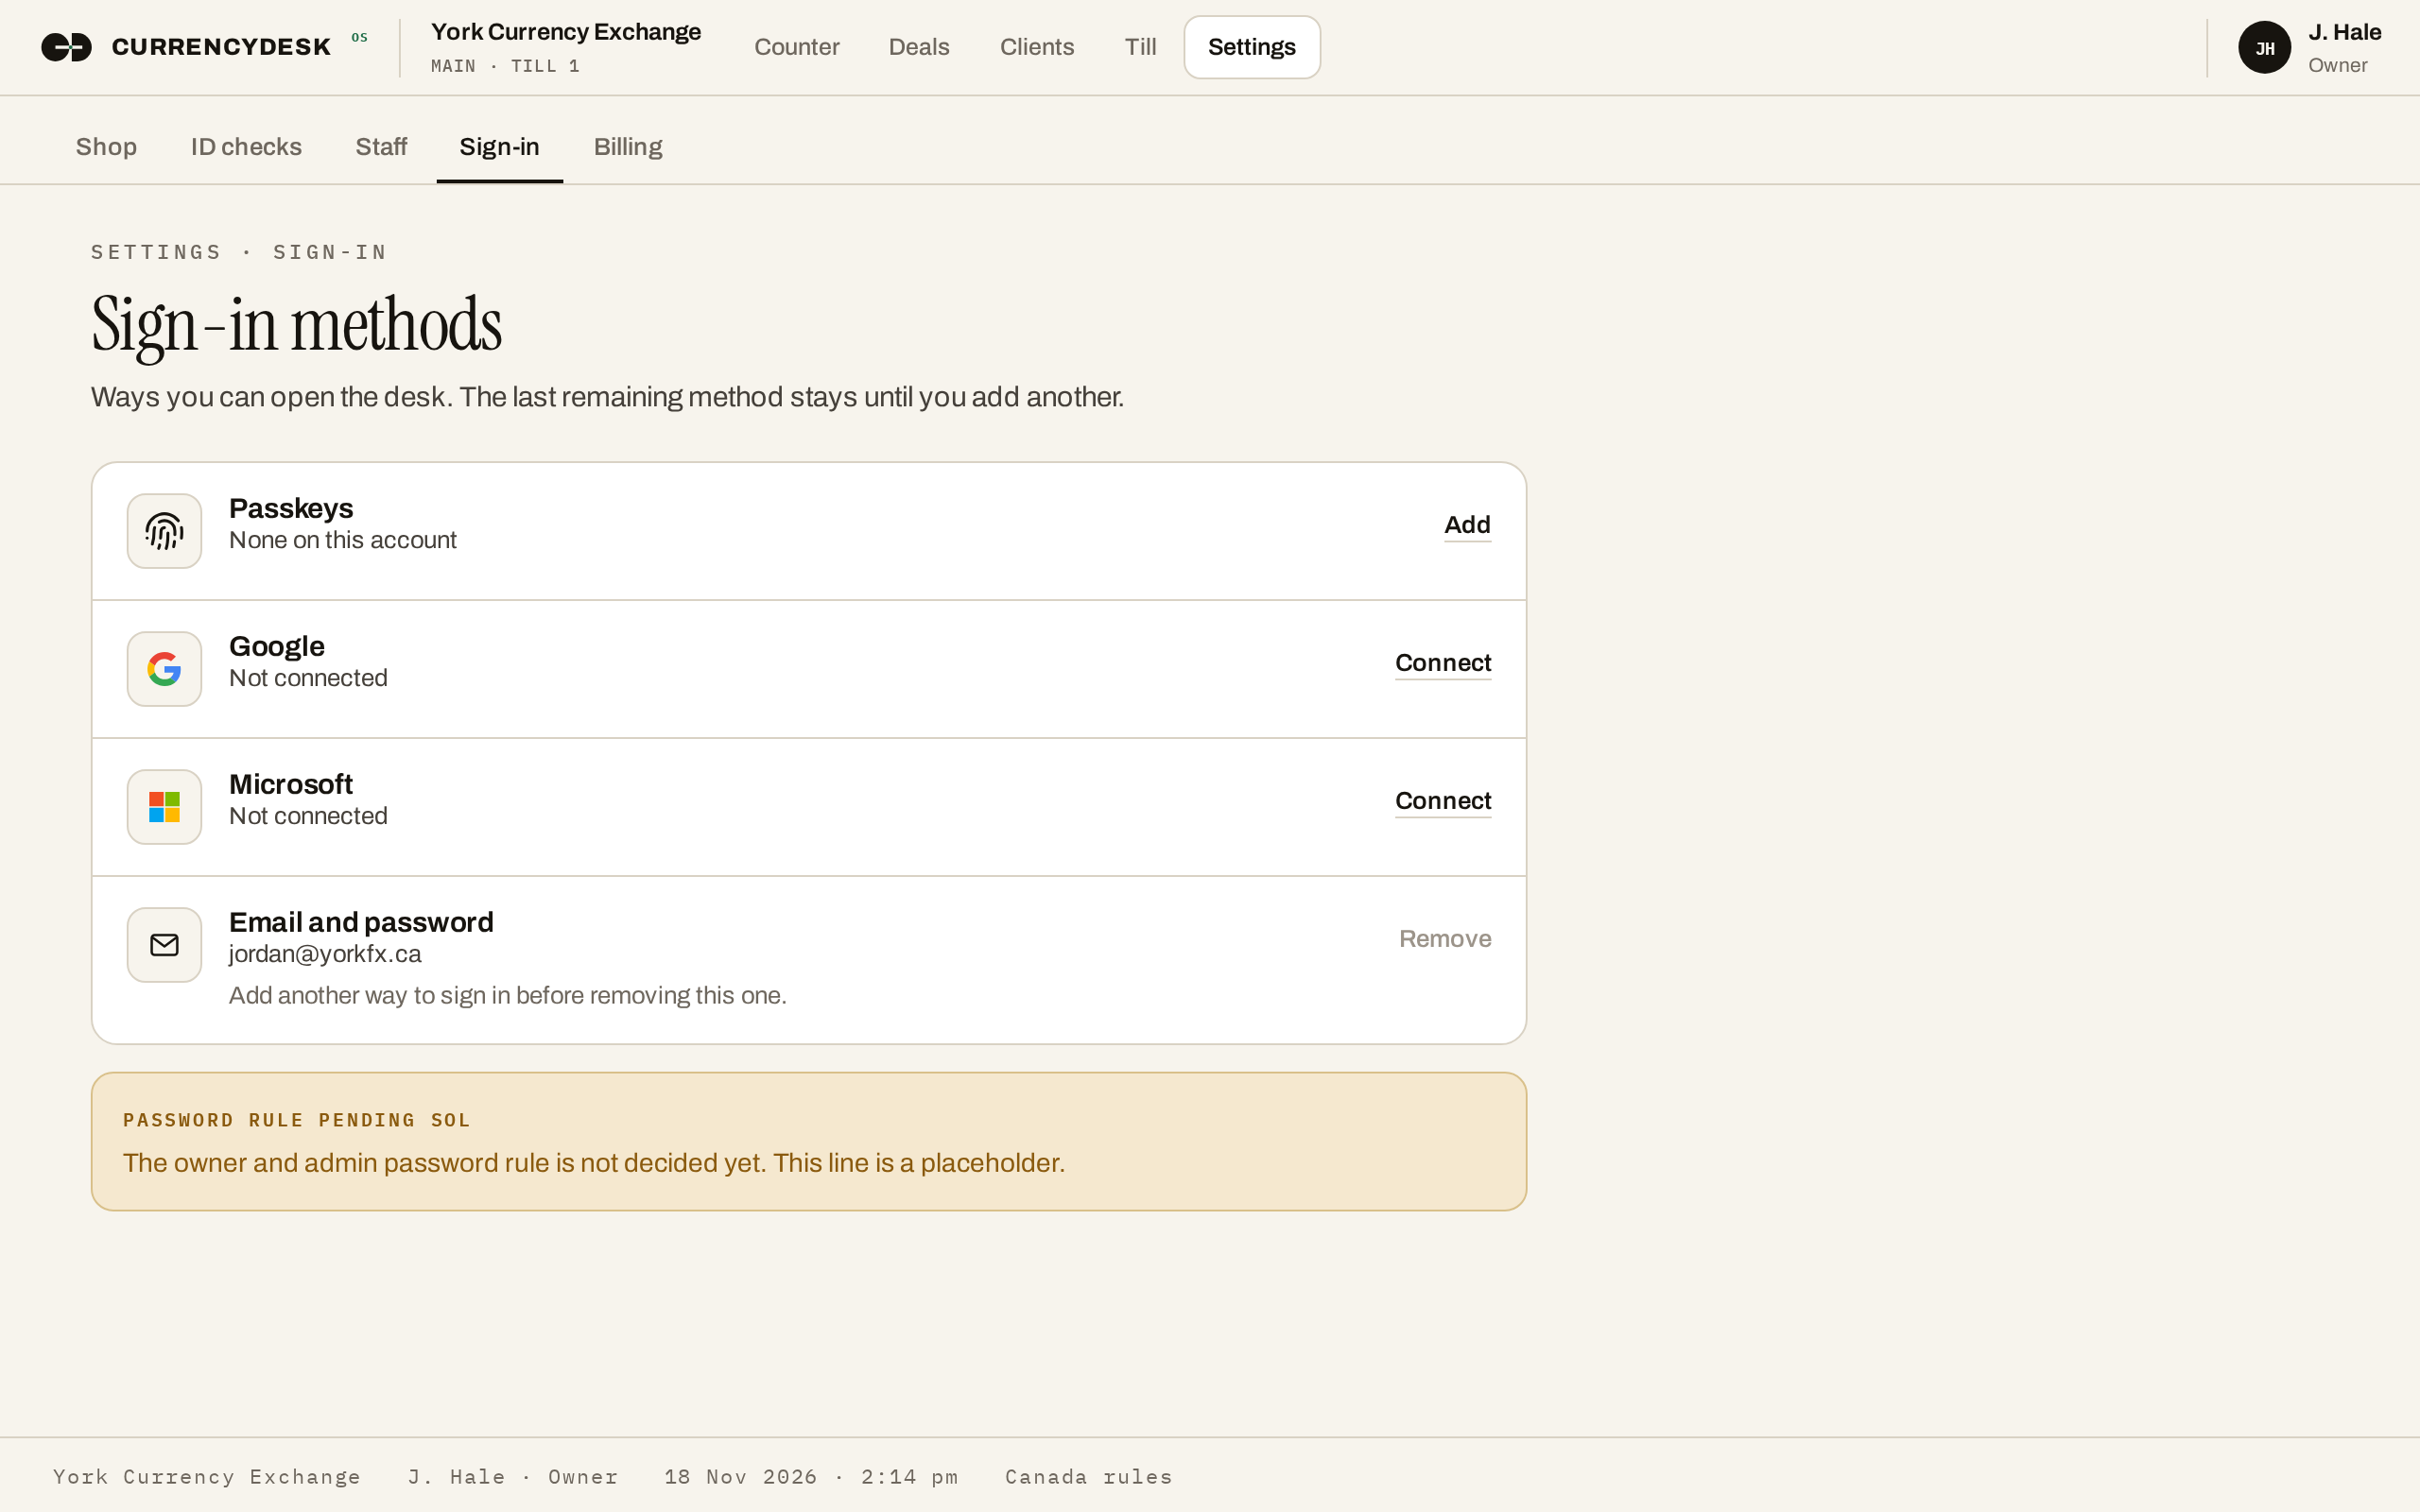 CURRENCYDESK OS
York Currency Exchange
MAIN · TILL 1
Counter
Deals
Clients
Till
Settings
JH
J. Hale
Owner
Shop
ID checks
Staff
Sign-in
Billing
SETTINGS · SIGN-IN
Sign-in methods
Ways you can open the desk. The last remaining method stays until you add another.
Passkeys
None on this account
Add
Google
Not connected
Connect
Microsoft
Not connected
Connect
Email and password
jordan@yorkfx.ca
Add another way to sign in before removing this one.
Remove
PASSWORD RULE PENDING SOL
The owner and admin password rule is not decided yet. This line is a placeholder.
York Currency Exchange
J. Hale · Owner
18 Nov 2026 · 2:14 pm
Canada rules